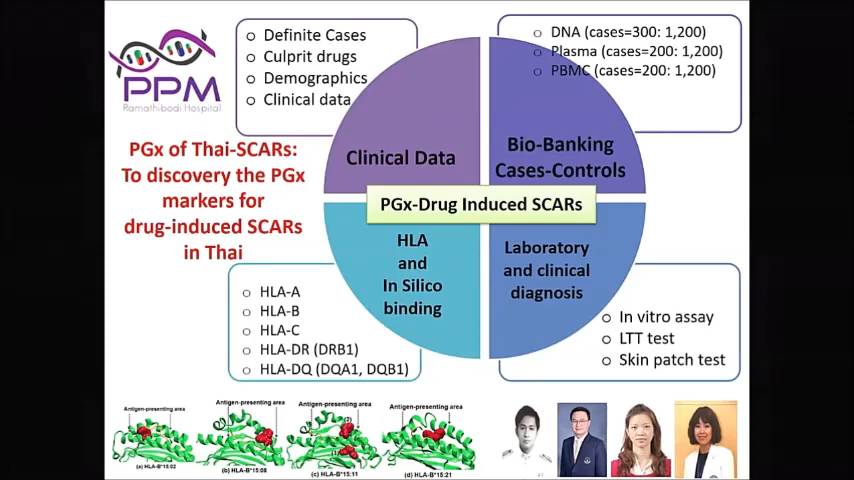 PPM
Ramathibodi Hospital
Definite Cases
Culprit drugs
Demographics
Clinical data
DNA (cases=300: 1,200)
Plasma (cases=200: 1,200)
PBMC (cases=200: 1,200)
PGx of Thai-SCARs:
To discovery the PGx
markers for
drug-induced SCARs
in Thai
Clinical Data
Bio-Banking
Cases-Controls
PGx-Drug Induced SCARs
HLA
and
In Silico
binding
Laboratory
and clinical
diagnosis
HLA-A
HLA-B
HLA-C
HLA-DR (DRB1)
HLA-DQ (DQA1, DQB1)
In vitro assay
LTT test
Skin patch test
Antigen-presenting area
(a) HLA-B*15:02
Antigen-presenting area
(b) HLA-B*15:08
Antigen-presenting area
(c) HLA-B*15:11
Antigen-presenting area
(d) HLA-B*15:21